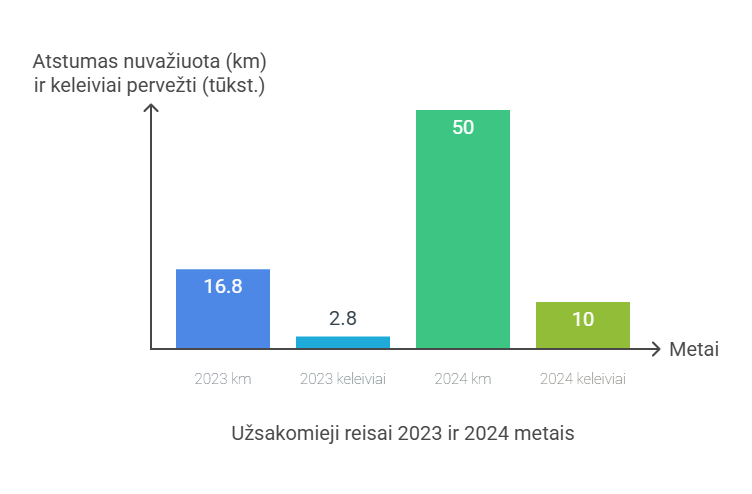 Atstumas nuvažiuota (km)
ir keleiviai pervežti (tūkst.)
50
16.8
2.8
10
Metai
2023 km
2023 keleiviai
2024 km
2024 keleiviai
Užsakomieji reisai 2023 ir 2024 metais